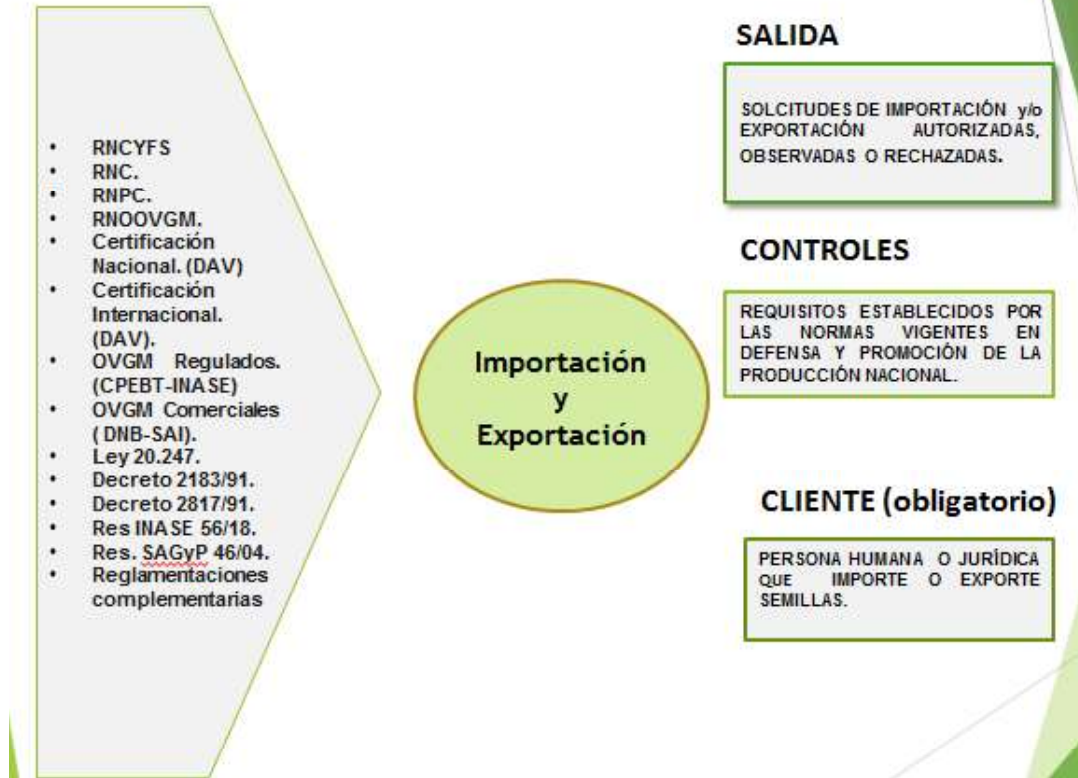 • RNCYFS
• RNC.
• RNPC.
• RNOOVGM.
• Certificación
Nacional. (DAV)
• Certificación
Internacional.
(DAV).
• OVGM Regulados.
(CPEBT-INASE)
• OVGM Comerciales
( DNB-SAI).
• Ley 20.247.
• Decreto 2183/91.
• Decreto 2817/91.
• Res INASE 56/18.
• Res. SAGyP 46/04.
• Reglamentaciones
complementarias
Importación
y
Exportación
SALIDA
SOLCITUDES DE IMPORTACIÓN y/o
EXPORTACIÓN AUTORIZADAS,
OBSERVADAS O RECHAZADAS.
CONTROLES
REQUISITOS ESTABLECIDOS POR
LAS NORMAS VIGENTES EN
DEFENSA Y PROMOCIÓN DE LA
PRODUCCIÓN NACIONAL.
CLIENTE (obligatorio)
PERSONA HUMANA O JURÍDICA
QUE IMPORTE O EXPORTE
SEMILLAS.